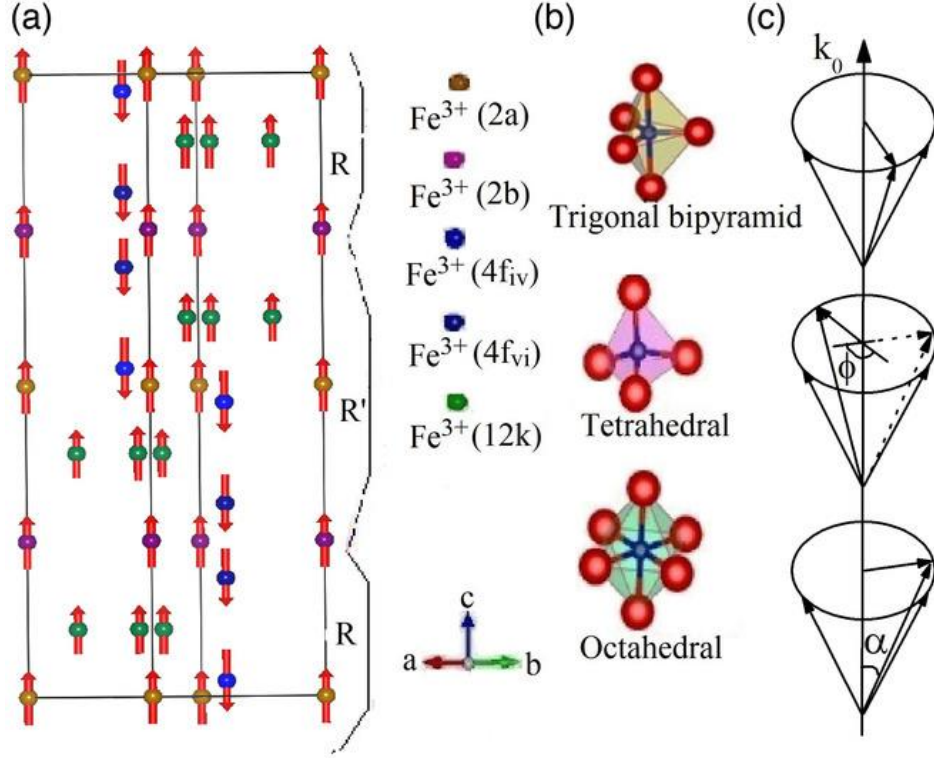 (a)
R
R'
R
Fe³⁺ (2a)
Fe³⁺ (2b)
Fe³⁺ (4fiv)
Fe³⁺ (4fvi)
Fe³⁺ (12k)
c
a
b
(b)
Trigonal bipyramid
Tetrahedral
Octahedral
(c)
k₀
ϕ
α